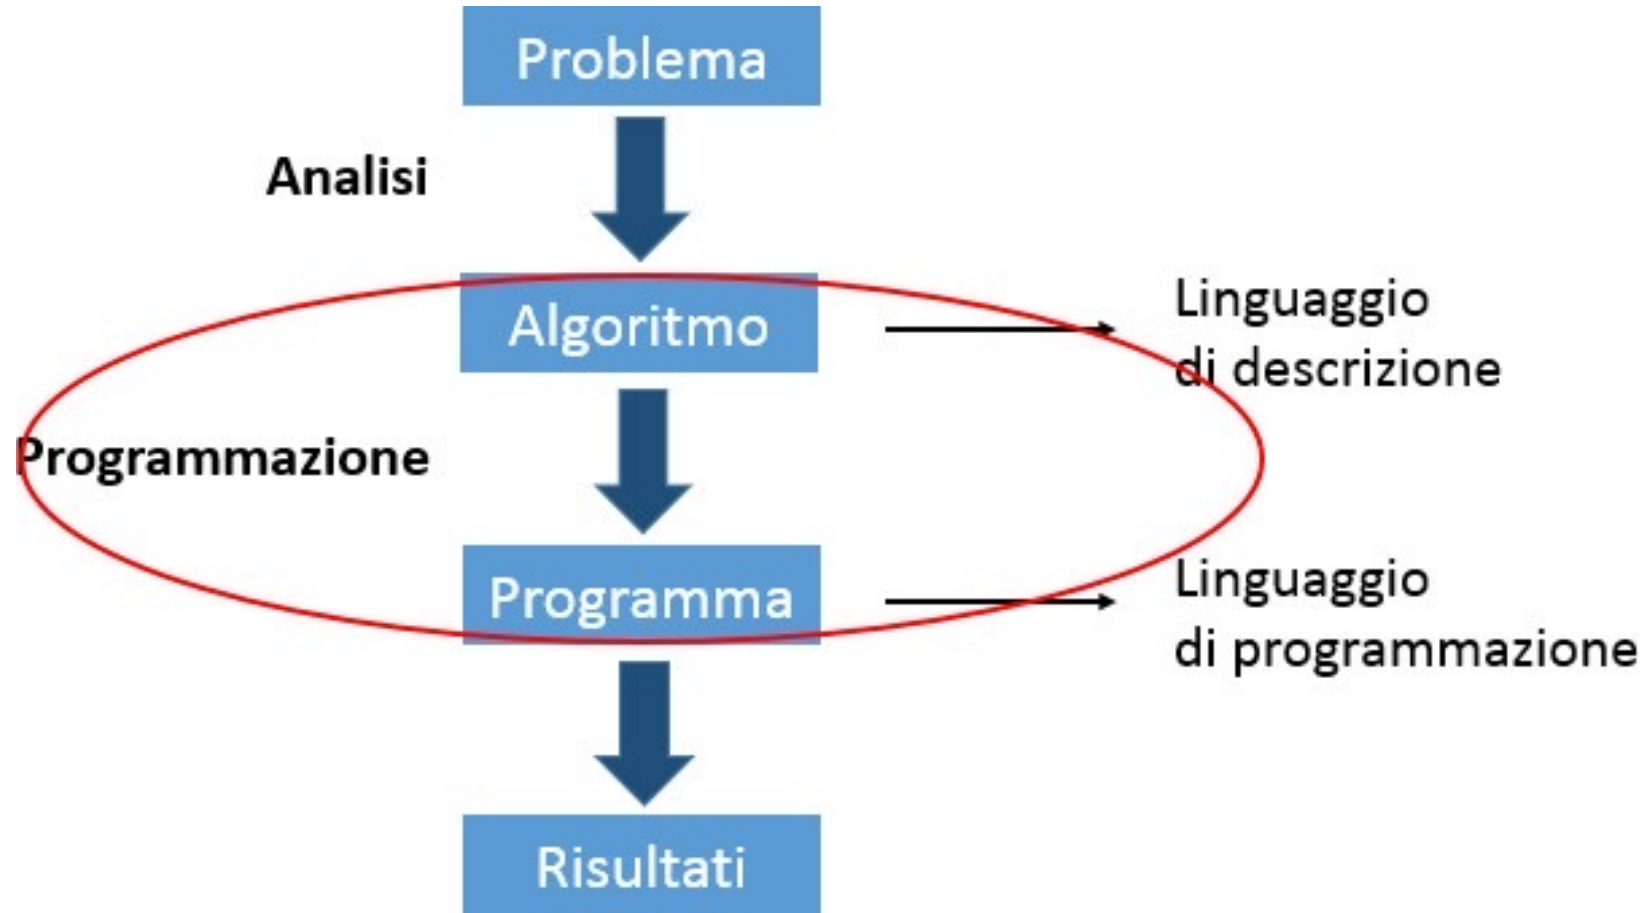 Problema
Analisi
Algoritmo
Linguaggio
di descrizione
Programmazione
Programma
Linguaggio
di programmazione
Risultati